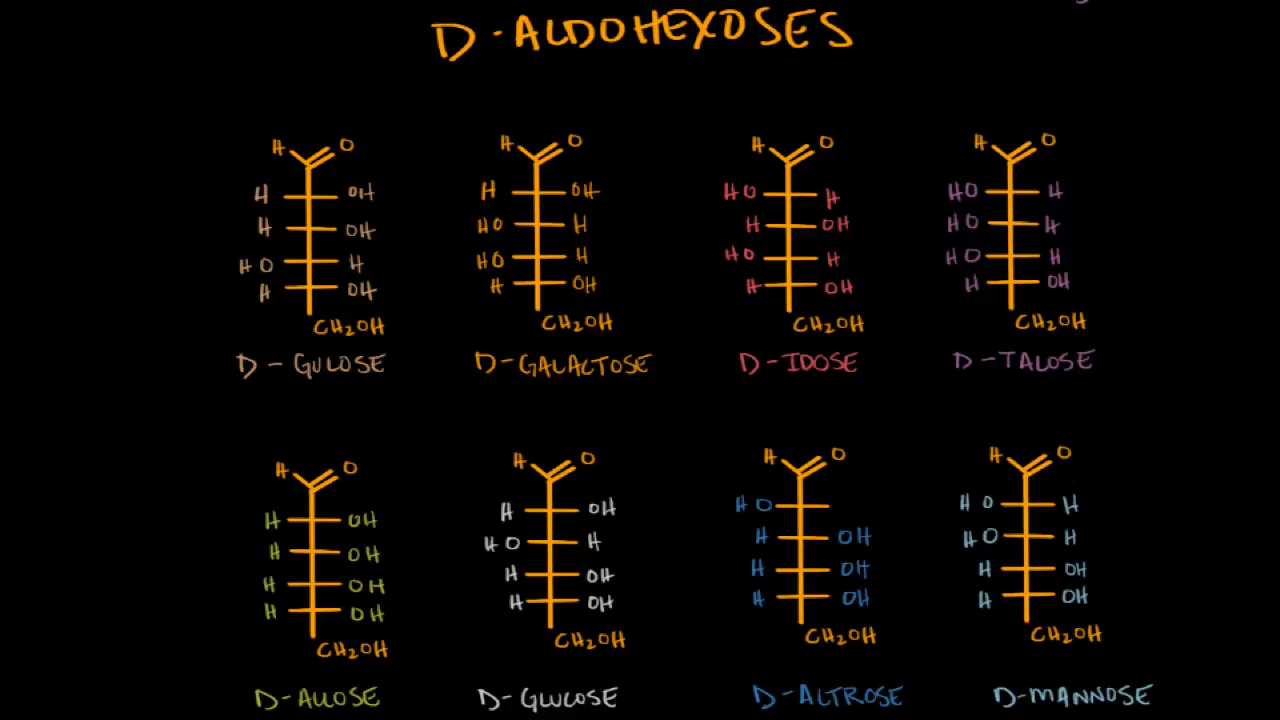 D-ALDOHEXOSES
H O H O H O H O
H OH H OH HO H HO H
H OH HO H H OH HO H
HO H HO H HO H HO H
H OH H OH H OH H OH
CH2OH CH2OH CH2OH CH2OH
D-GULOSE D-GALACTOSE D-IDOSE D-TALOSE
H O H O H O H O
H OH H OH HO HO H
H OH HO H H OH HO H
H OH H OH H OH H OH
H OH H OH H OH H OH
CH2OH CH2OH CH2OH CH2OH
D-ALLOSE D-GLUCOSE D-ALTROSE D-MANNOSE